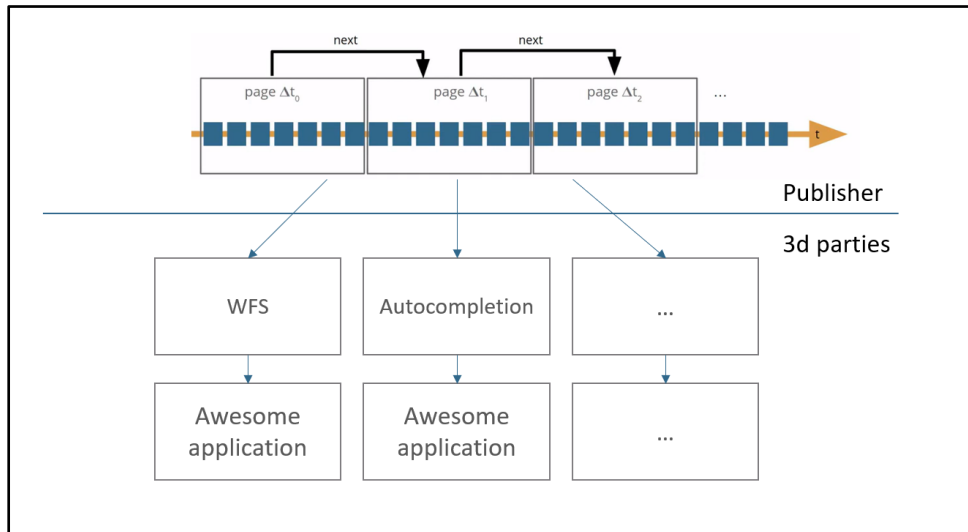 next
next
page Δt₀
page Δt₁
page Δt₂
...
t
Publisher
3d parties
WFS
Autocompletion
...
Awesome
application
Awesome
application
...